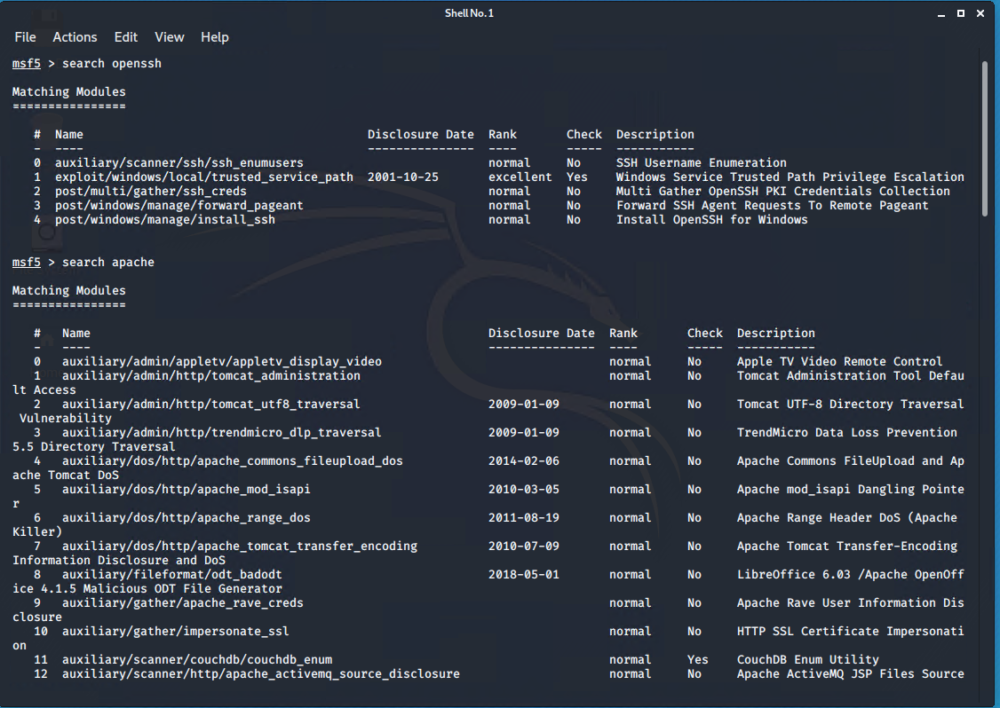 Shell No. 1
File Actions Edit View Help
msf5 > search openssh
Matching Modules
================
# Name Disclosure Date Rank Check Description
- ---- --------------- ---- ----- -----------
0 auxiliary/scanner/ssh/ssh_enumusers normal No SSH Username Enumeration
1 exploit/windows/local/trusted_service_path 2001-10-25 excellent Yes Windows Service Trusted Path Privilege Escalation
2 post/multi/gather/ssh_creds normal No Multi Gather OpenSSH PKI Credentials Collection
3 post/windows/manage/forward_pageant normal No Forward SSH Agent Requests To Remote Pageant
4 post/windows/manage/install_ssh normal No Install OpenSSH for Windows
msf5 > search apache
Matching Modules
================
# Name Disclosure Date Rank Check Description
- ---- --------------- ---- ----- -----------
0 auxiliary/admin/appletv/appletv_display_video normal No Apple TV Video Remote Control
1 auxiliary/admin/http/tomcat_administration normal No Tomcat Administration Tool Defau
lt Access
2 auxiliary/admin/http/tomcat_utf8_traversal 2009-01-09 normal No Tomcat UTF-8 Directory Traversal
Vulnerability
3 auxiliary/admin/http/trendmicro_dlp_traversal 2009-01-09 normal No TrendMicro Data Loss Prevention
5.5 Directory Traversal
4 auxiliary/dos/http/apache_commons_fileupload_dos 2014-02-06 normal No Apache Commons FileUpload and Ap
ache Tomcat DoS
5 auxiliary/dos/http/apache_mod_isapi 2010-03-05 normal No Apache mod_isapi Dangling Pointe
r
6 auxiliary/dos/http/apache_range_dos 2011-08-19 normal No Apache Range Header DoS (Apache
Killer)
7 auxiliary/dos/http/apache_tomcat_transfer_encoding 2010-07-09 normal No Apache Tomcat Transfer-Encoding
Information Disclosure and DoS
8 auxiliary/fileformat/odt_badodt 2018-05-01 normal No LibreOffice 6.03 /Apache OpenOff
ice 4.1.5 Malicious ODT File Generator
9 auxiliary/gather/apache_rave_creds normal No Apache Rave User Information Dis
closure
10 auxiliary/gather/impersonate_ssl normal No HTTP SSL Certificate Impersonati
on
11 auxiliary/scanner/couchdb/couchdb_enum normal Yes CouchDB Enum Utility
12 auxiliary/scanner/http/apache_activemq_source_disclosure normal No Apache ActiveMQ JSP Files Source